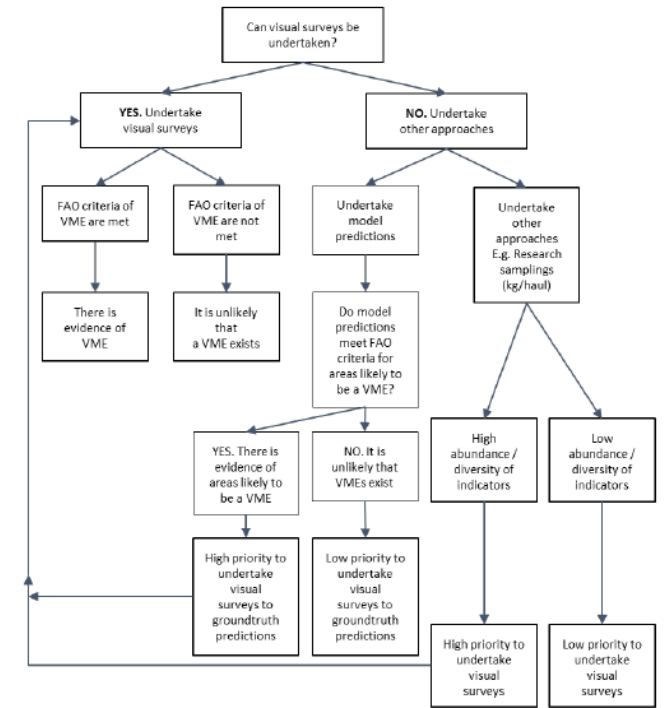 Can visual surveys be
undertaken?
YES. Undertake
visual surveys
NO. Undertake
other approaches
FAO criteria of
VME are met
FAO criteria of
VME are not
met
Undertake
model
predictions
Undertake
other
approaches
E.g. Research
samplings
(kg/haul)
There is
evidence of
VME
It is unlikely
that
a VME exists
Do model
predictions
meet FAO
criteria for
areas likely to
be a VME?
YES. There is
evidence of
areas likely to
be a VME
NO. It is
unlikely that
VMEs exist
High
abundance /
diversity of
indicators
Low
abundance /
diversity of
indicators
High priority to
undertake
visual
surveys to
groundtruth
predictions
Low priority to
undertake
visual
surveys to
groundtruth
predictions
High priority to
undertake
visual
surveys
Low priority to
undertake
visual
surveys